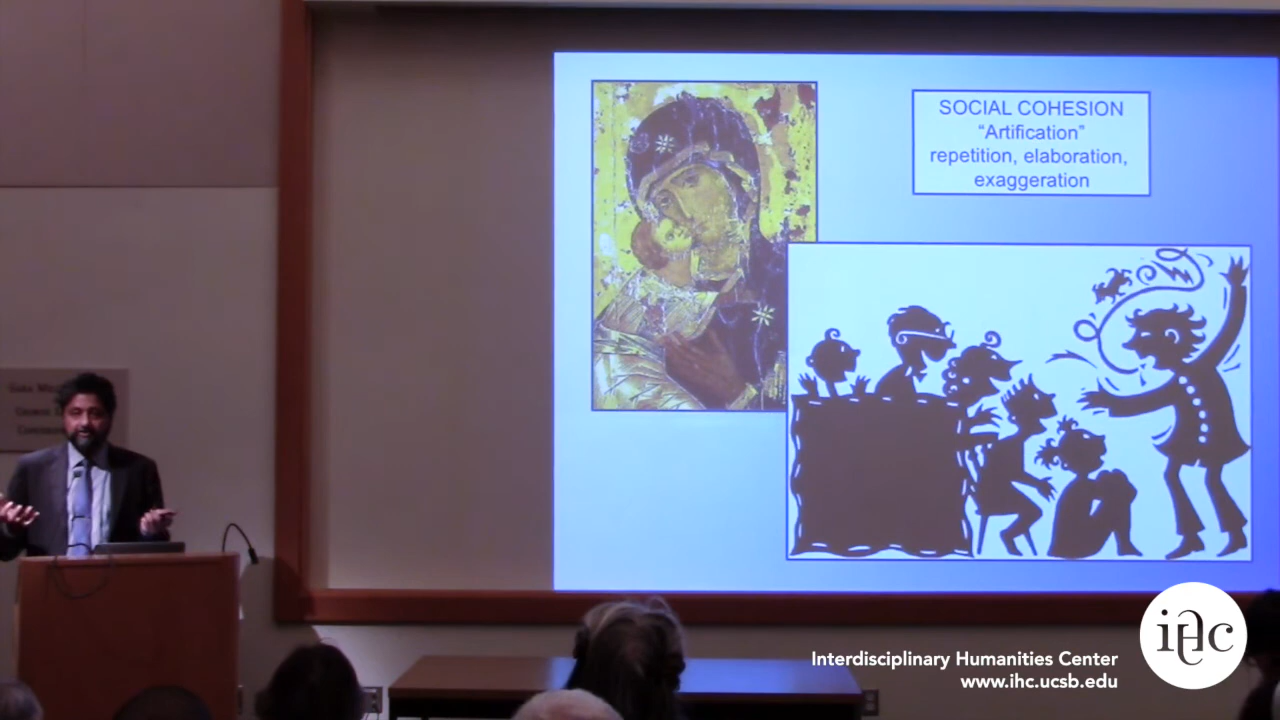 SOCIAL COHESION
“Artification”
repetition, elaboration,
exaggeration
ihc
Interdisciplinary Humanities Center
www.ihc.ucsb.edu